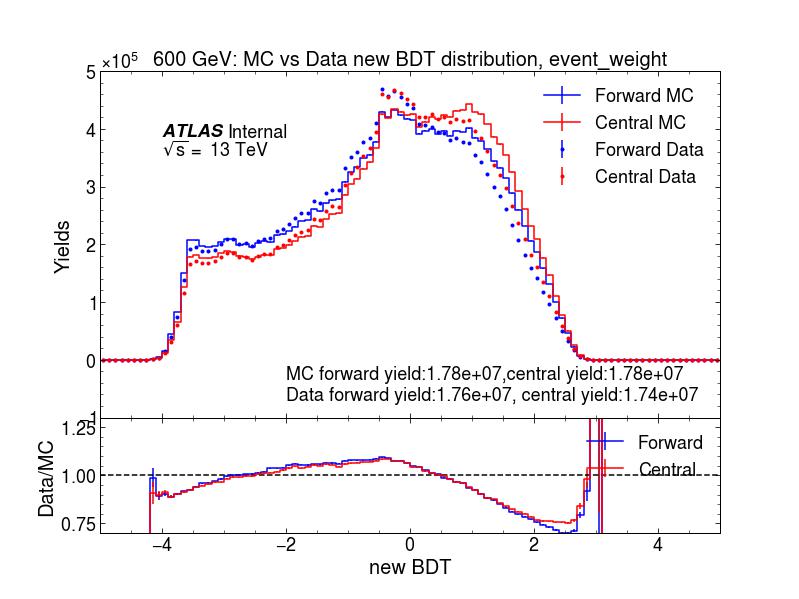 ×10⁵ 600 GeV: MC vs Data new BDT distribution, event_weight
5
4
3
2
1
0
−1
Yields
ATLAS Internal
√s = 13 TeV
Forward MC
Central MC
Forward Data
Central Data
MC forward yield:1.78e+07,central yield:1.78e+07
Data forward yield:1.76e+07, central yield:1.74e+07
1.25
1.00
0.75
Data/MC
Forward
Central
−4 −2 0 2 4
new BDT